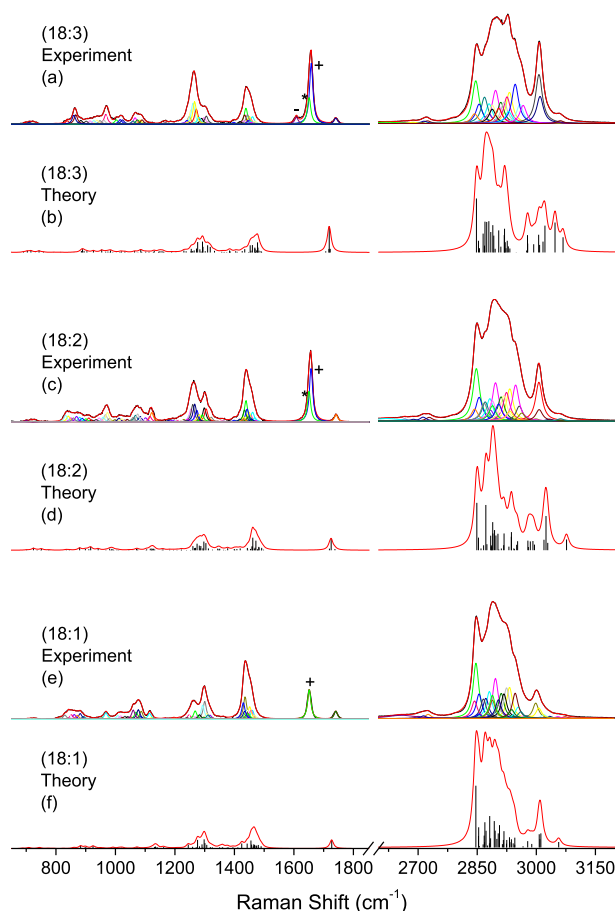 (18:3)
Experiment
(a)
*
-
+
(18:3)
Theory
(b)
(18:2)
Experiment
(c)
*
+
(18:2)
Theory
(d)
(18:1)
Experiment
(e)
+
(18:1)
Theory
(f)
800 1000 1200 1400 1600 1800 2700 2850 3000 3150
Raman Shift (cm⁻¹)